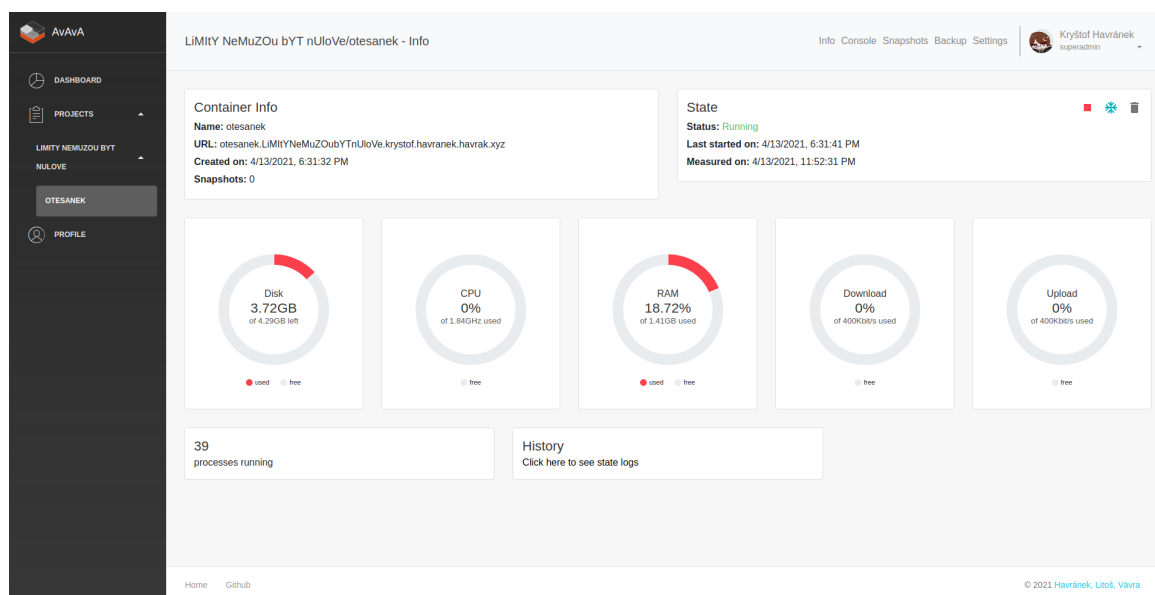 AvAvA
DASHBOARD
PROJECTS
LIMITY NEMUZOU BYT
NULOVE
OTESANEK
PROFILE
LiMItY NeMuZOu bYT nUloVe/otesanek - Info
Info Console Snapshots Backup Settings
Kryštof Havránek
superadmin
Container Info
Name: otesanek
URL: otesanek.LiMItYNeMuZOubYTnUloVe.krystof.havranek.havrak.xyz
Created on: 4/13/2021, 6:31:32 PM
Snapshots: 0
State
Status: Running
Last started on: 4/13/2021, 6:31:41 PM
Measured on: 4/13/2021, 11:52:31 PM
Disk
3.72GB
of 4.29GB left
used free
CPU
0%
of 1.84GHz used
free
RAM
18.72%
of 1.41GB used
used free
Download
0%
of 400Kbit/s used
free
Upload
0%
of 400Kbit/s used
free
39
processes running
History
Click here to see state logs
Home Github
© 2021 Havránek, Litoš, Vávra